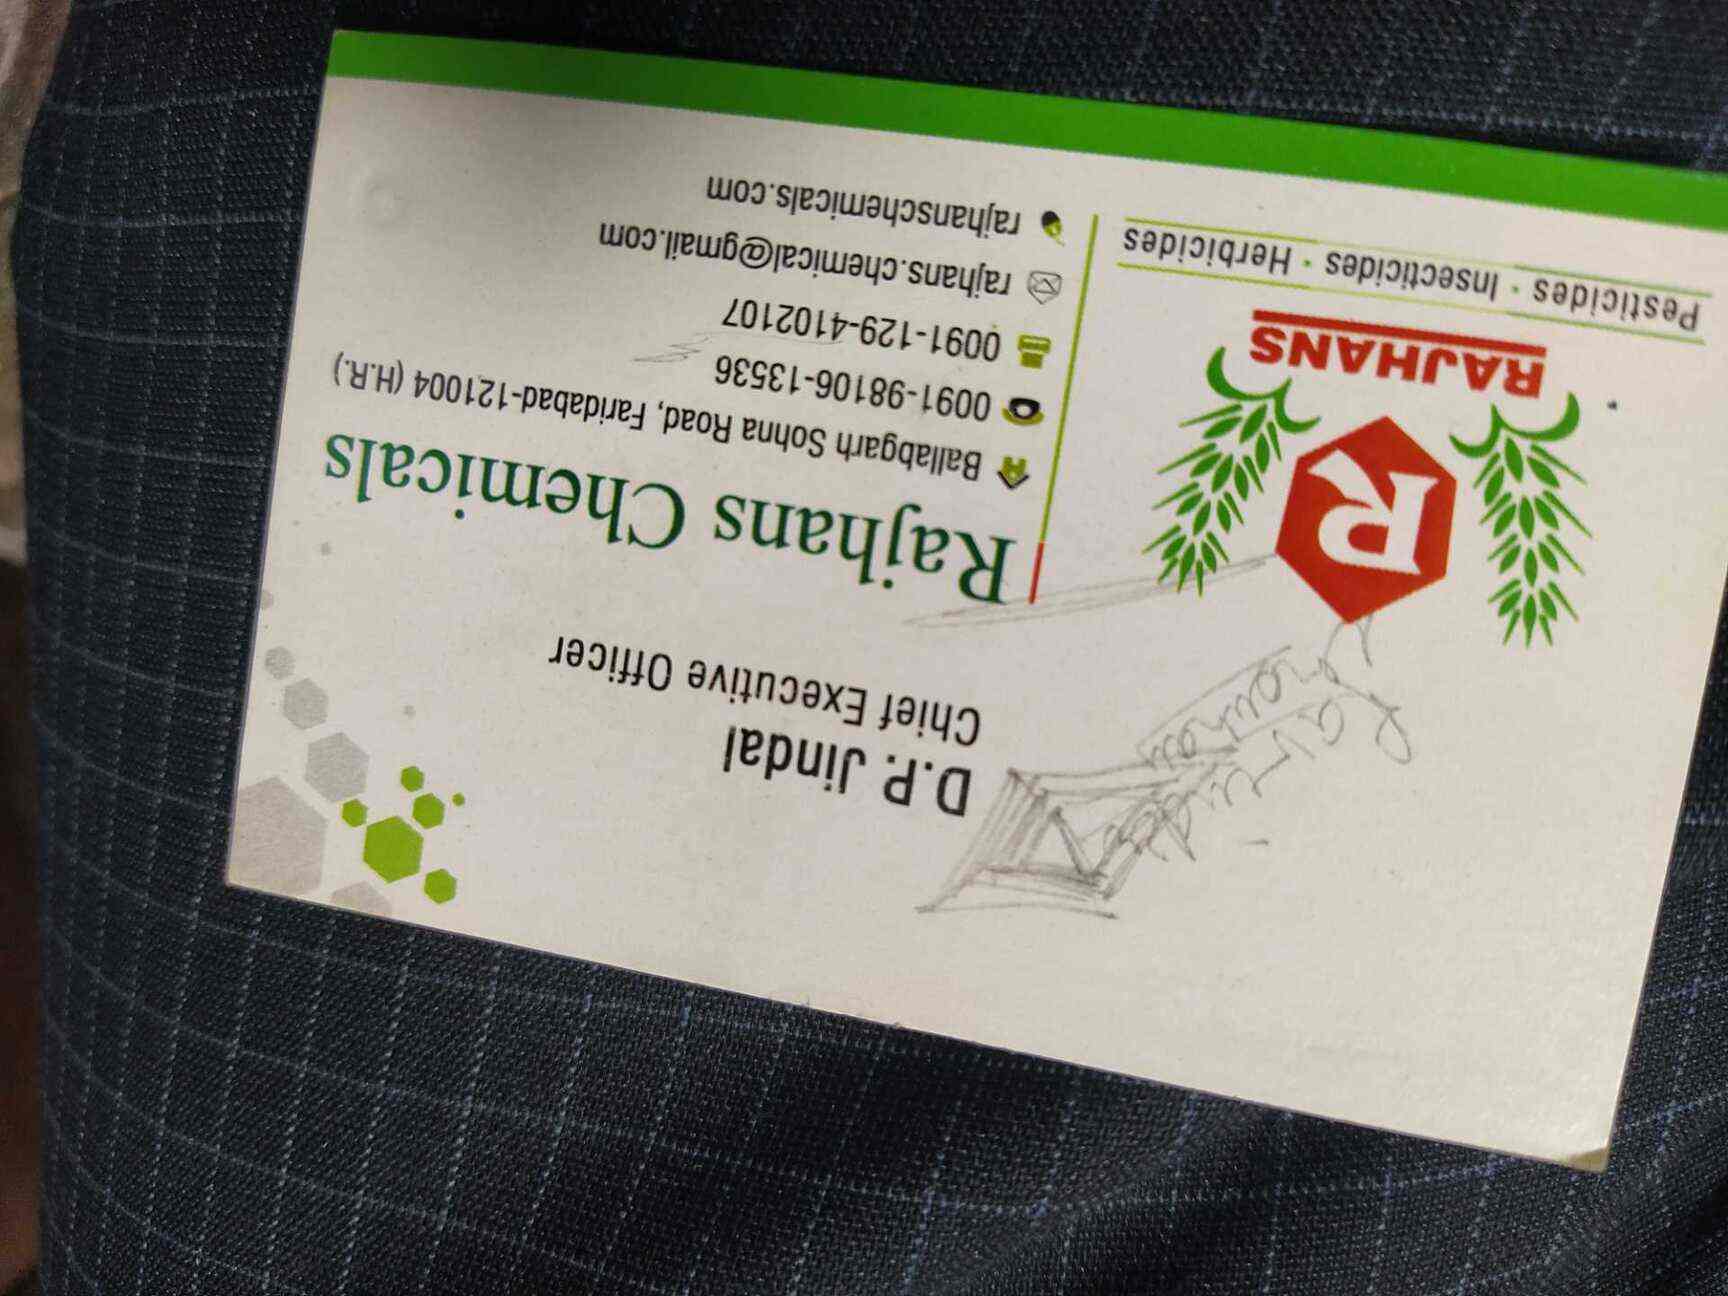 D.P. Jindal
Chief Executive Officer
R
RAJHANS
Pesticides • Insecticides • Herbicides
Rajhans Chemicals
Ballabgarh Sohna Road, Faridabad-121004 (H.R.)
0091-98106-13536
0091-129-4102107
rajhans.chemical@gmail.com
rajhanschemicals.com